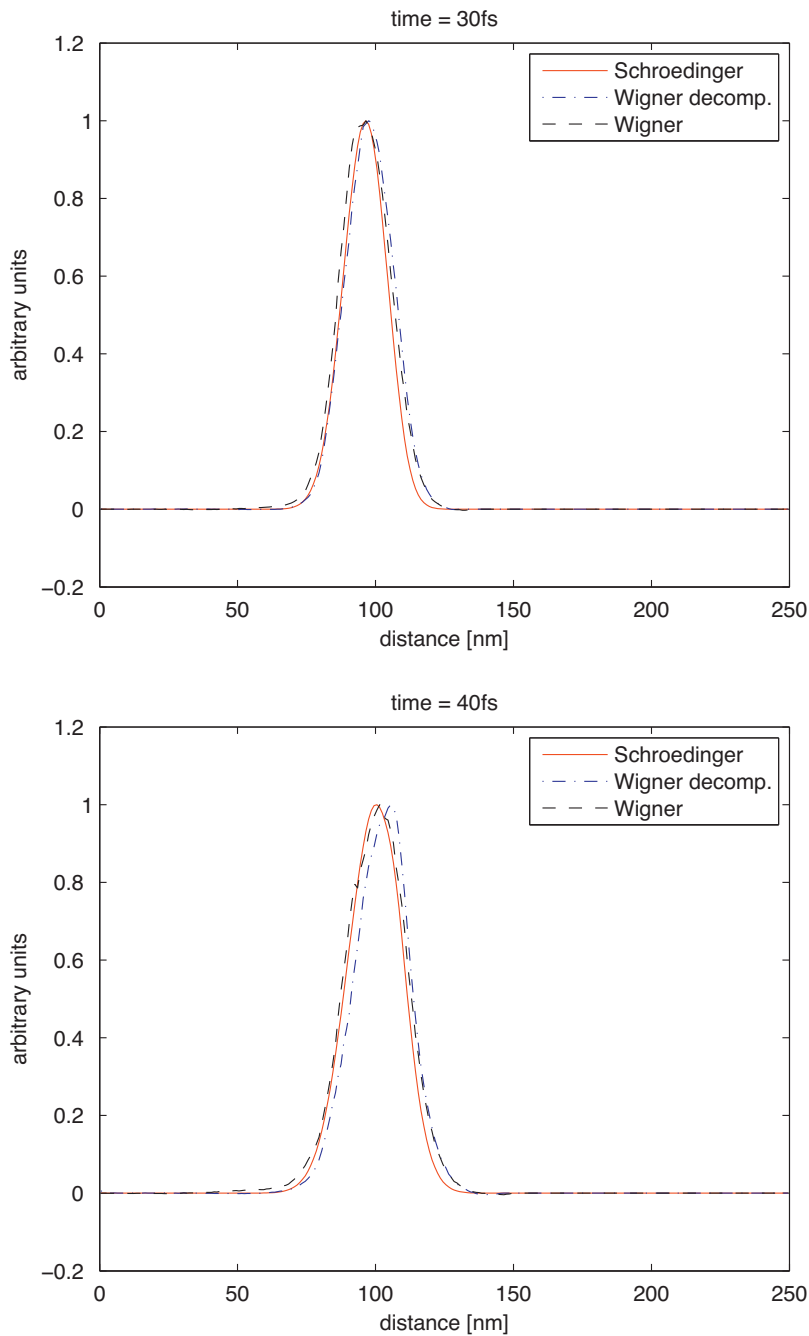 time = 30fs
1.2
1
0.8
0.6
0.4
0.2
0
−0.2
arbitrary units
Schroedinger
Wigner decomp.
Wigner
0
50
100
150
200
250
distance [nm]
time = 40fs
1.2
1
0.8
0.6
0.4
0.2
0
−0.2
arbitrary units
Schroedinger
Wigner decomp.
Wigner
0
50
100
150
200
250
distance [nm]